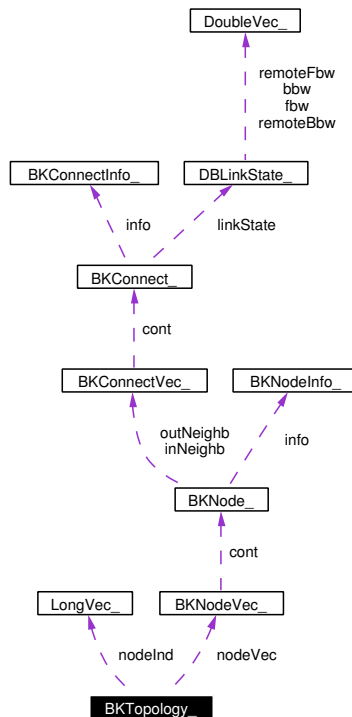 DoubleVec_
remoteFbw
bbw
fbw
remoteBbw
BKConnectInfo_ DBLinkState_
info linkState
BKConnect_
cont
BKConnectVec_ BKNodeInfo_
outNeighb
inNeighb info
BKNode_
cont
LongVec_ BKNodeVec_
nodeInd nodeVec
BKTopology_